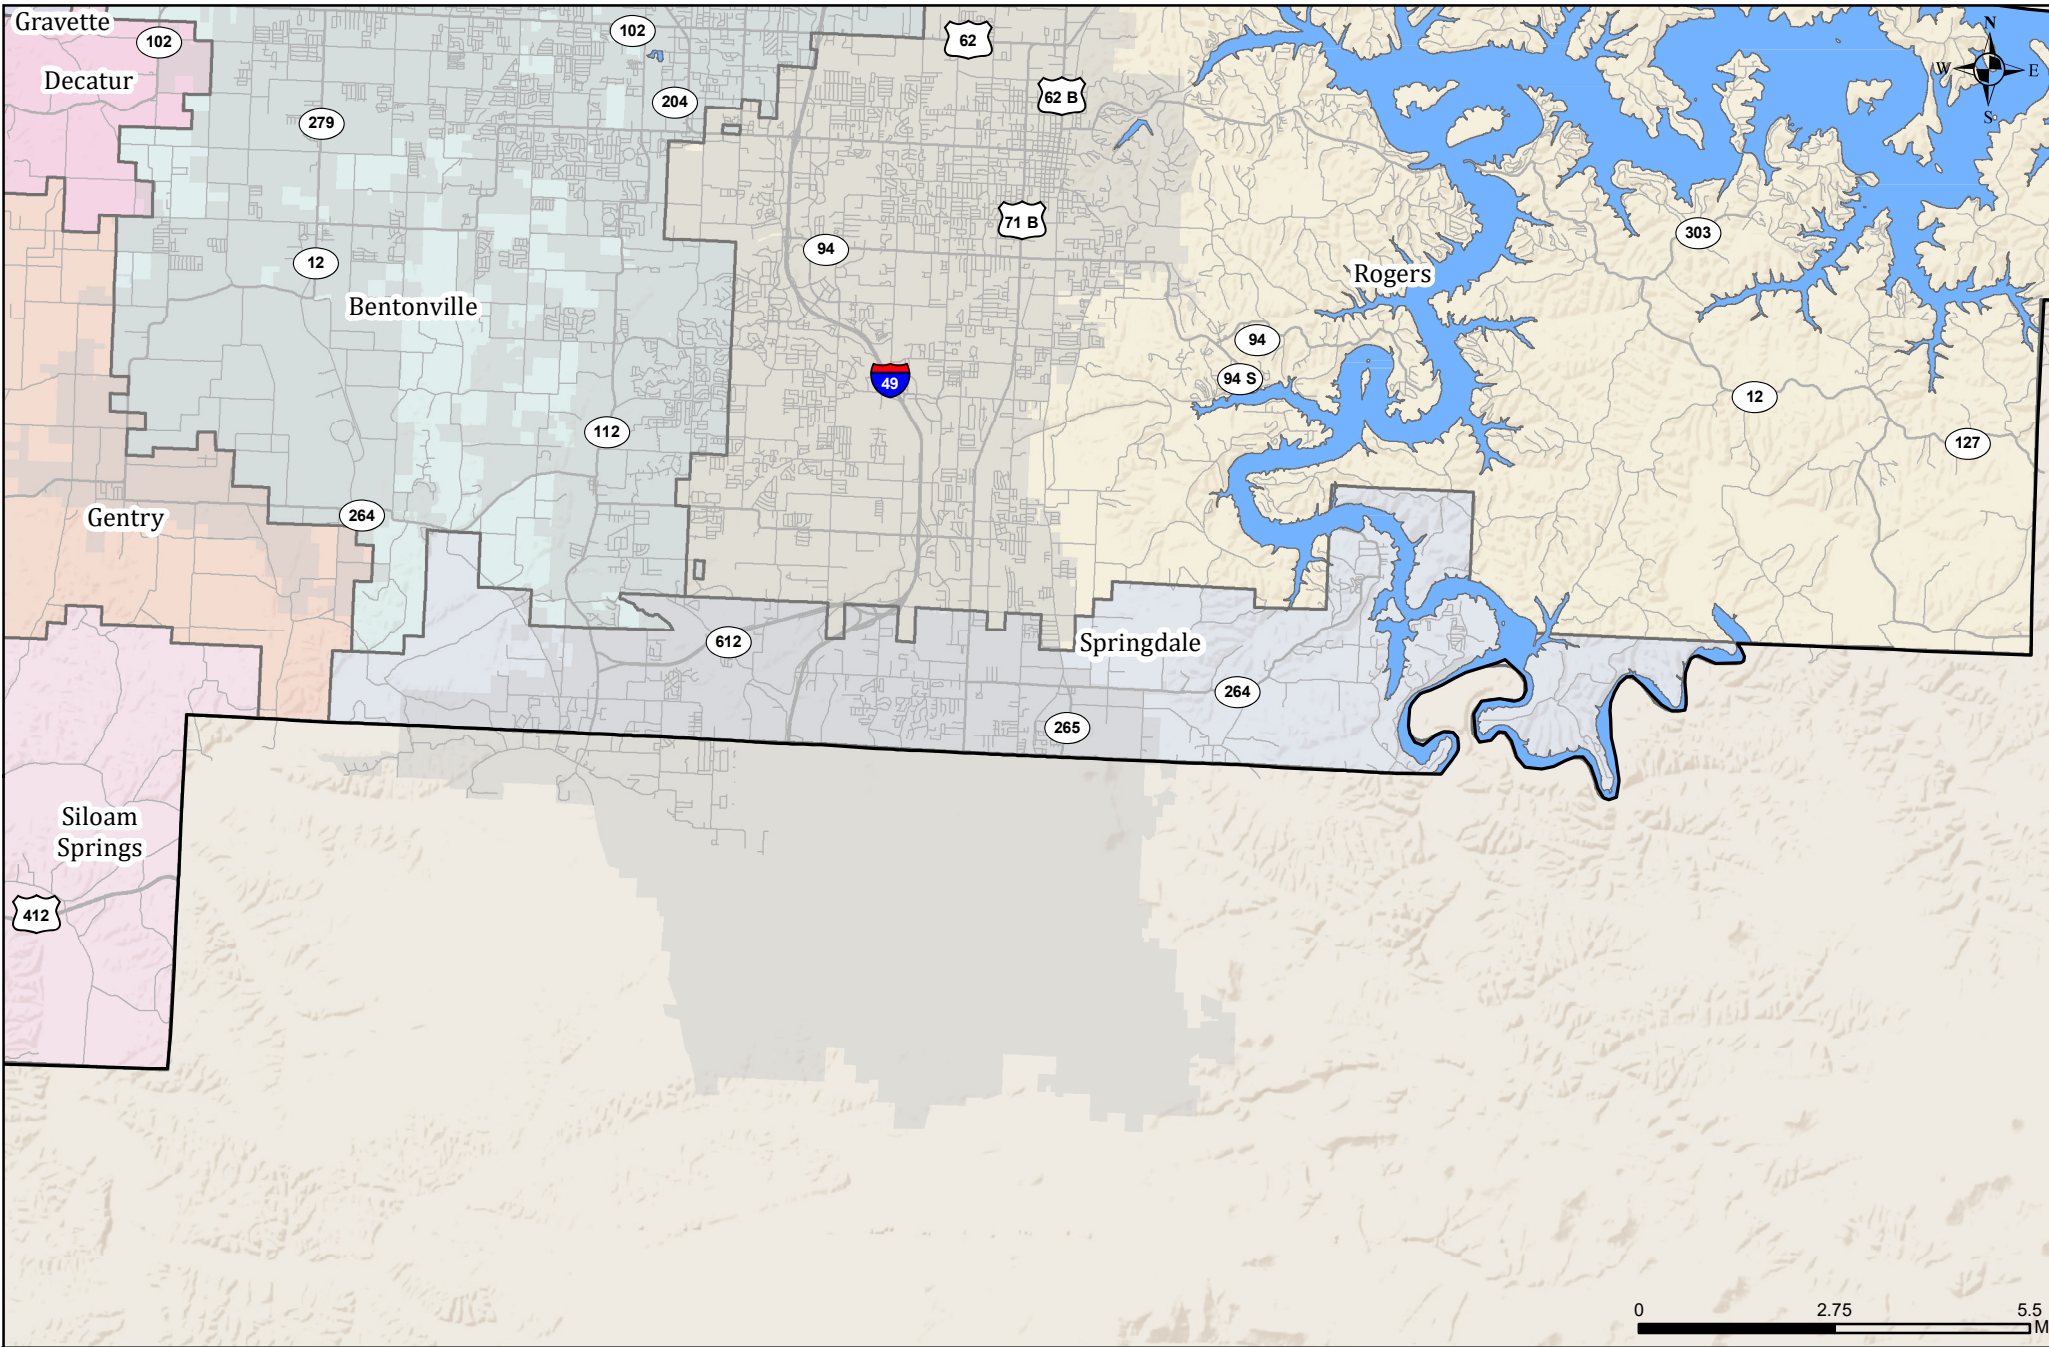 Gravette
102
102
62
N
W
E
S
Decatur
204
62 B
279
71 B
303
94
12
Rogers
Bentonville
94
94 S
49
12
112
127
264
Gentry
612
Springdale
264
265
Siloam
Springs
412
0
2.75
5.5
M